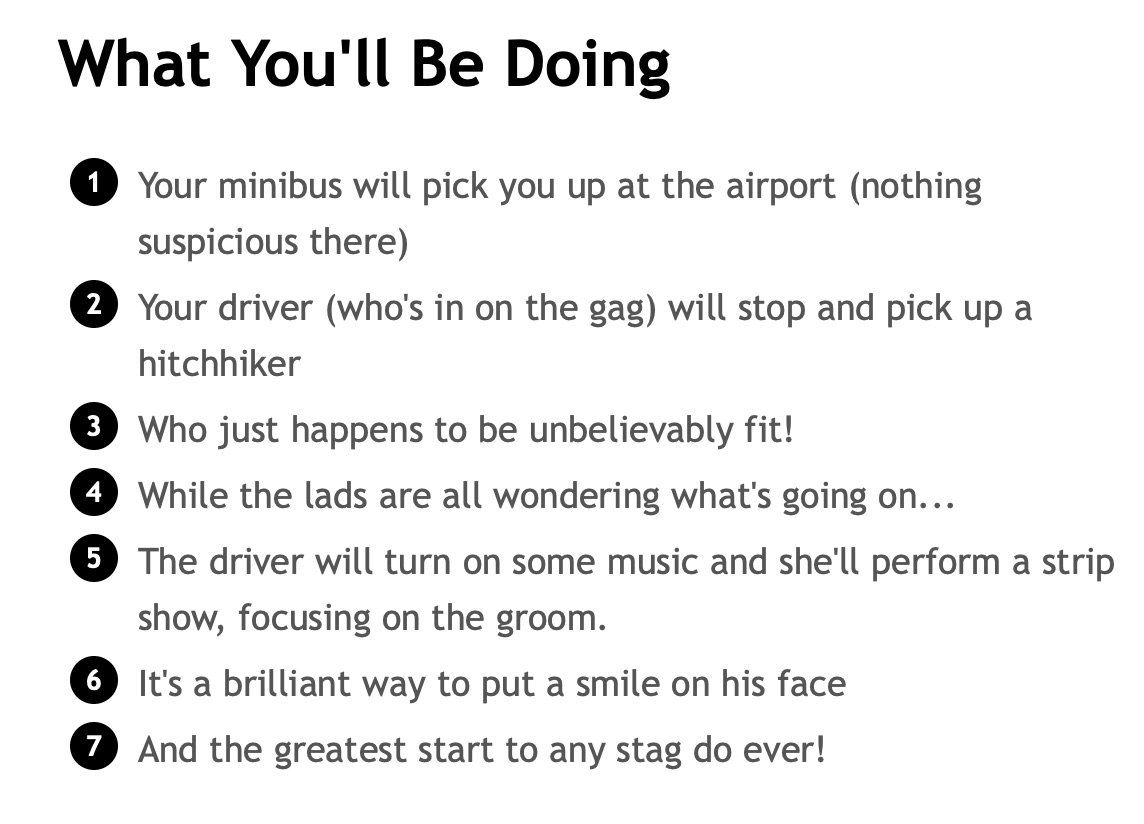 What You'll Be Doing
1 Your minibus will pick you up at the airport (nothing
suspicious there)
2 Your driver (who's in on the gag) will stop and pick up a
hitchhiker
3 Who just happens to be unbelievably fit!
4 While the lads are all wondering what's going on...
5 The driver will turn on some music and she'll perform a strip
show, focusing on the groom.
6 It's a brilliant way to put a smile on his face
7 And the greatest start to any stag do ever!